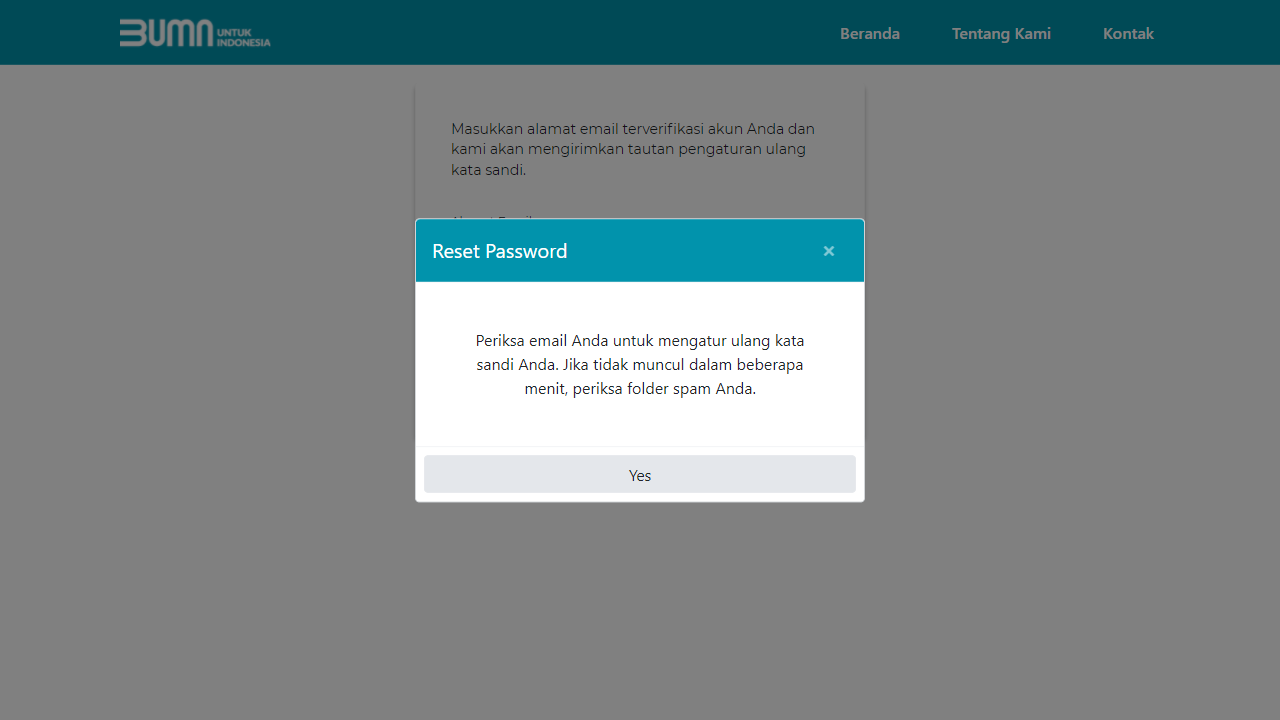 BUMN UNTUK
INDONESIA
Beranda
Tentang Kami
Kontak
Masukkan alamat email terverifikasi akun Anda dan
kami akan mengirimkan tautan pengaturan ulang
kata sandi.
Reset Password
×
Periksa email Anda untuk mengatur ulang kata
sandi Anda. Jika tidak muncul dalam beberapa
menit, periksa folder spam Anda.
Yes